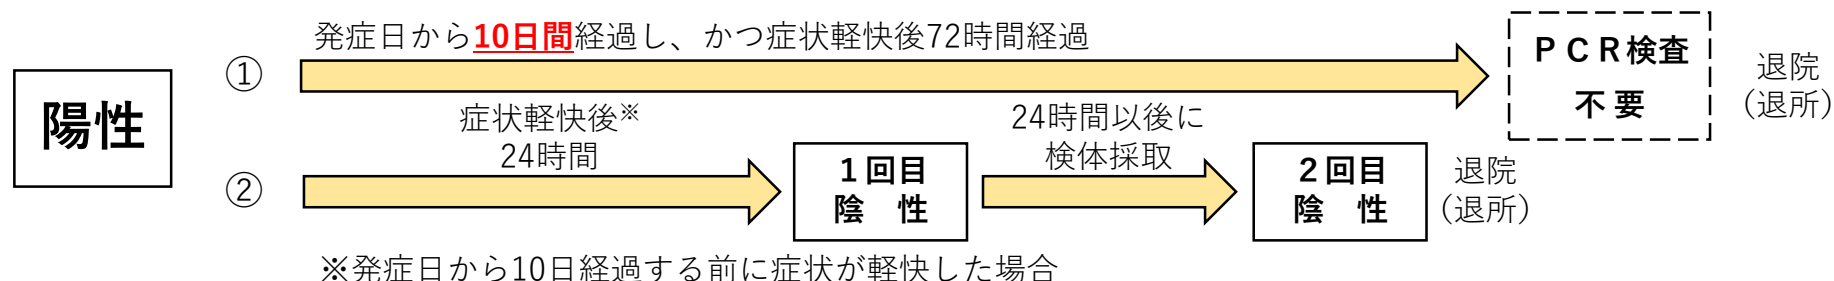 陽性
①
発症日から10日間経過し、かつ症状軽快後72時間経過
ＰＣＲ検査
不要
退院
(退所)
②
症状軽快後※
24時間
１回目
陰　性
24時間以後に
検体採取
２回目
陰　性
退院
(退所)
※発症日から10日経過する前に症状が軽快した場合